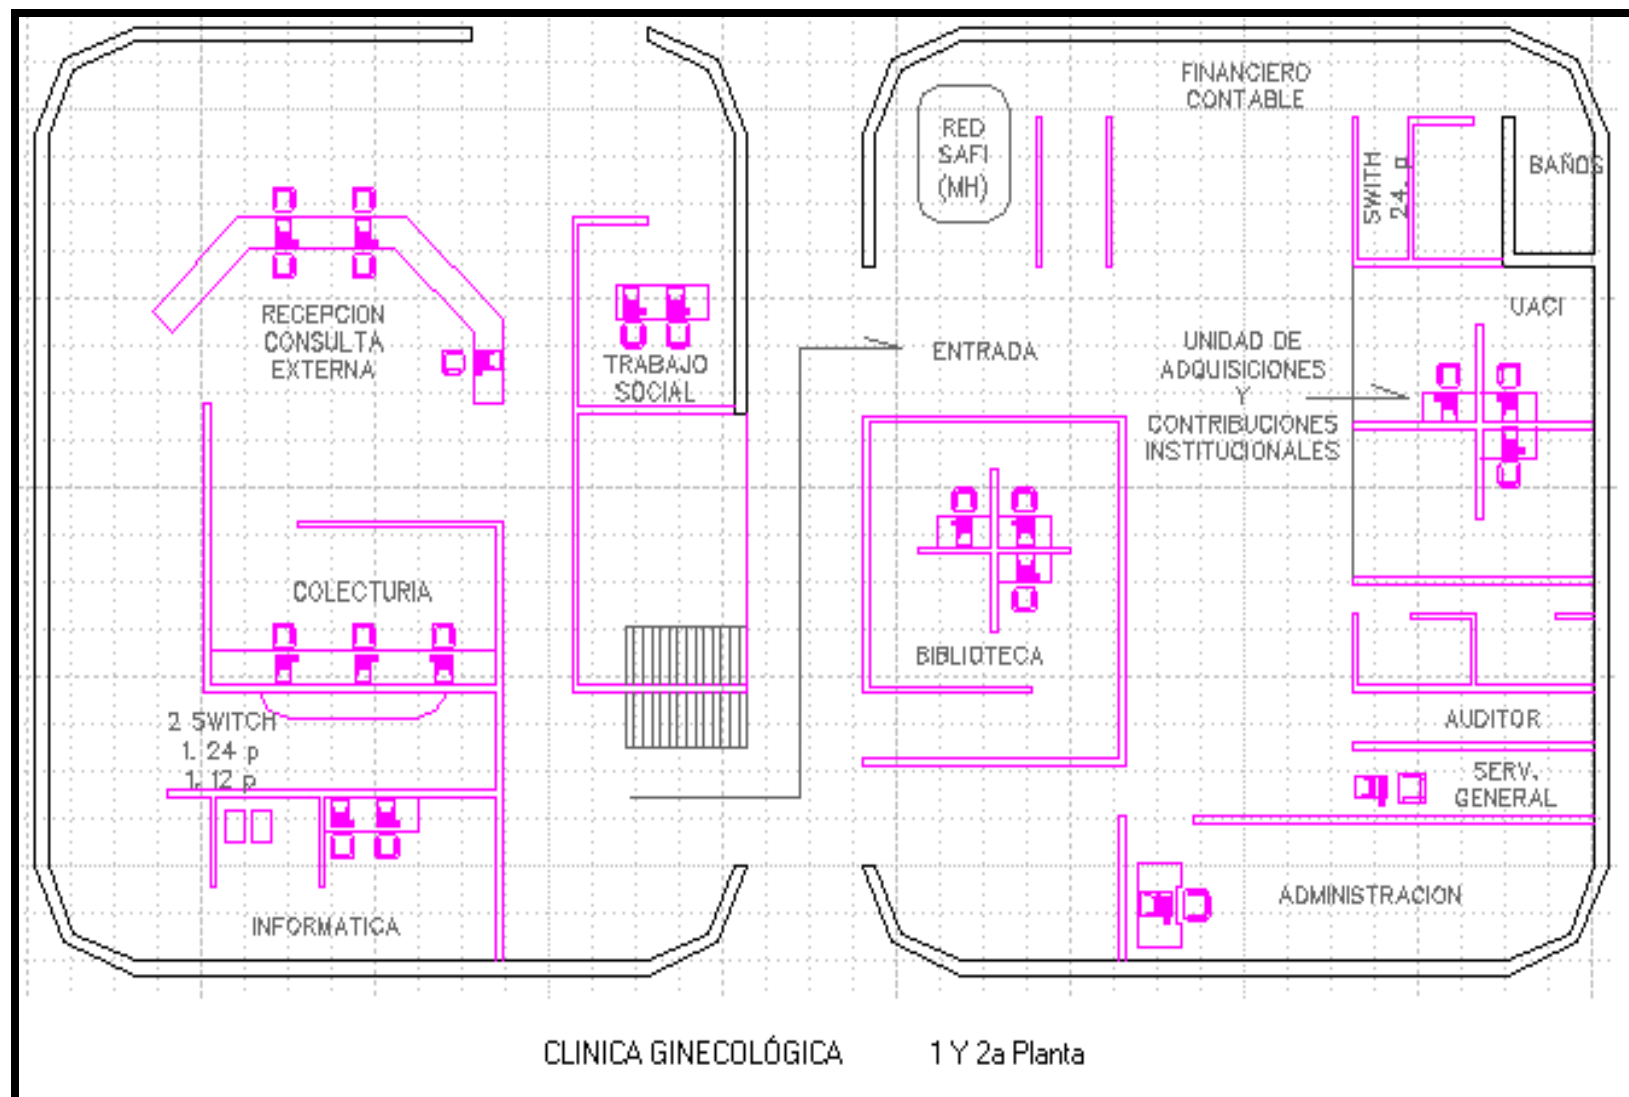 RECEPCION
CONSULTA
EXTERNA
TRABAJO
SOCIAL
COLECTURIA
2 SWITCH
1. 24 p
1. 12 p
INFORMATICA
FINANCIERO
CONTABLE
RED
SAFI
(MH)
SWITH
24. p
BAÑOS
UACI
ENTRADA
UNIDAD DE
ADQUISICIONES
Y
CONTRIBUCIONES
INSTITUCIONALES
BIBLIOTECA
AUDITOR
SERV.
GENERAL
ADMINISTRACION
CLINICA GINECOLÓGICA 1 Y 2a Planta